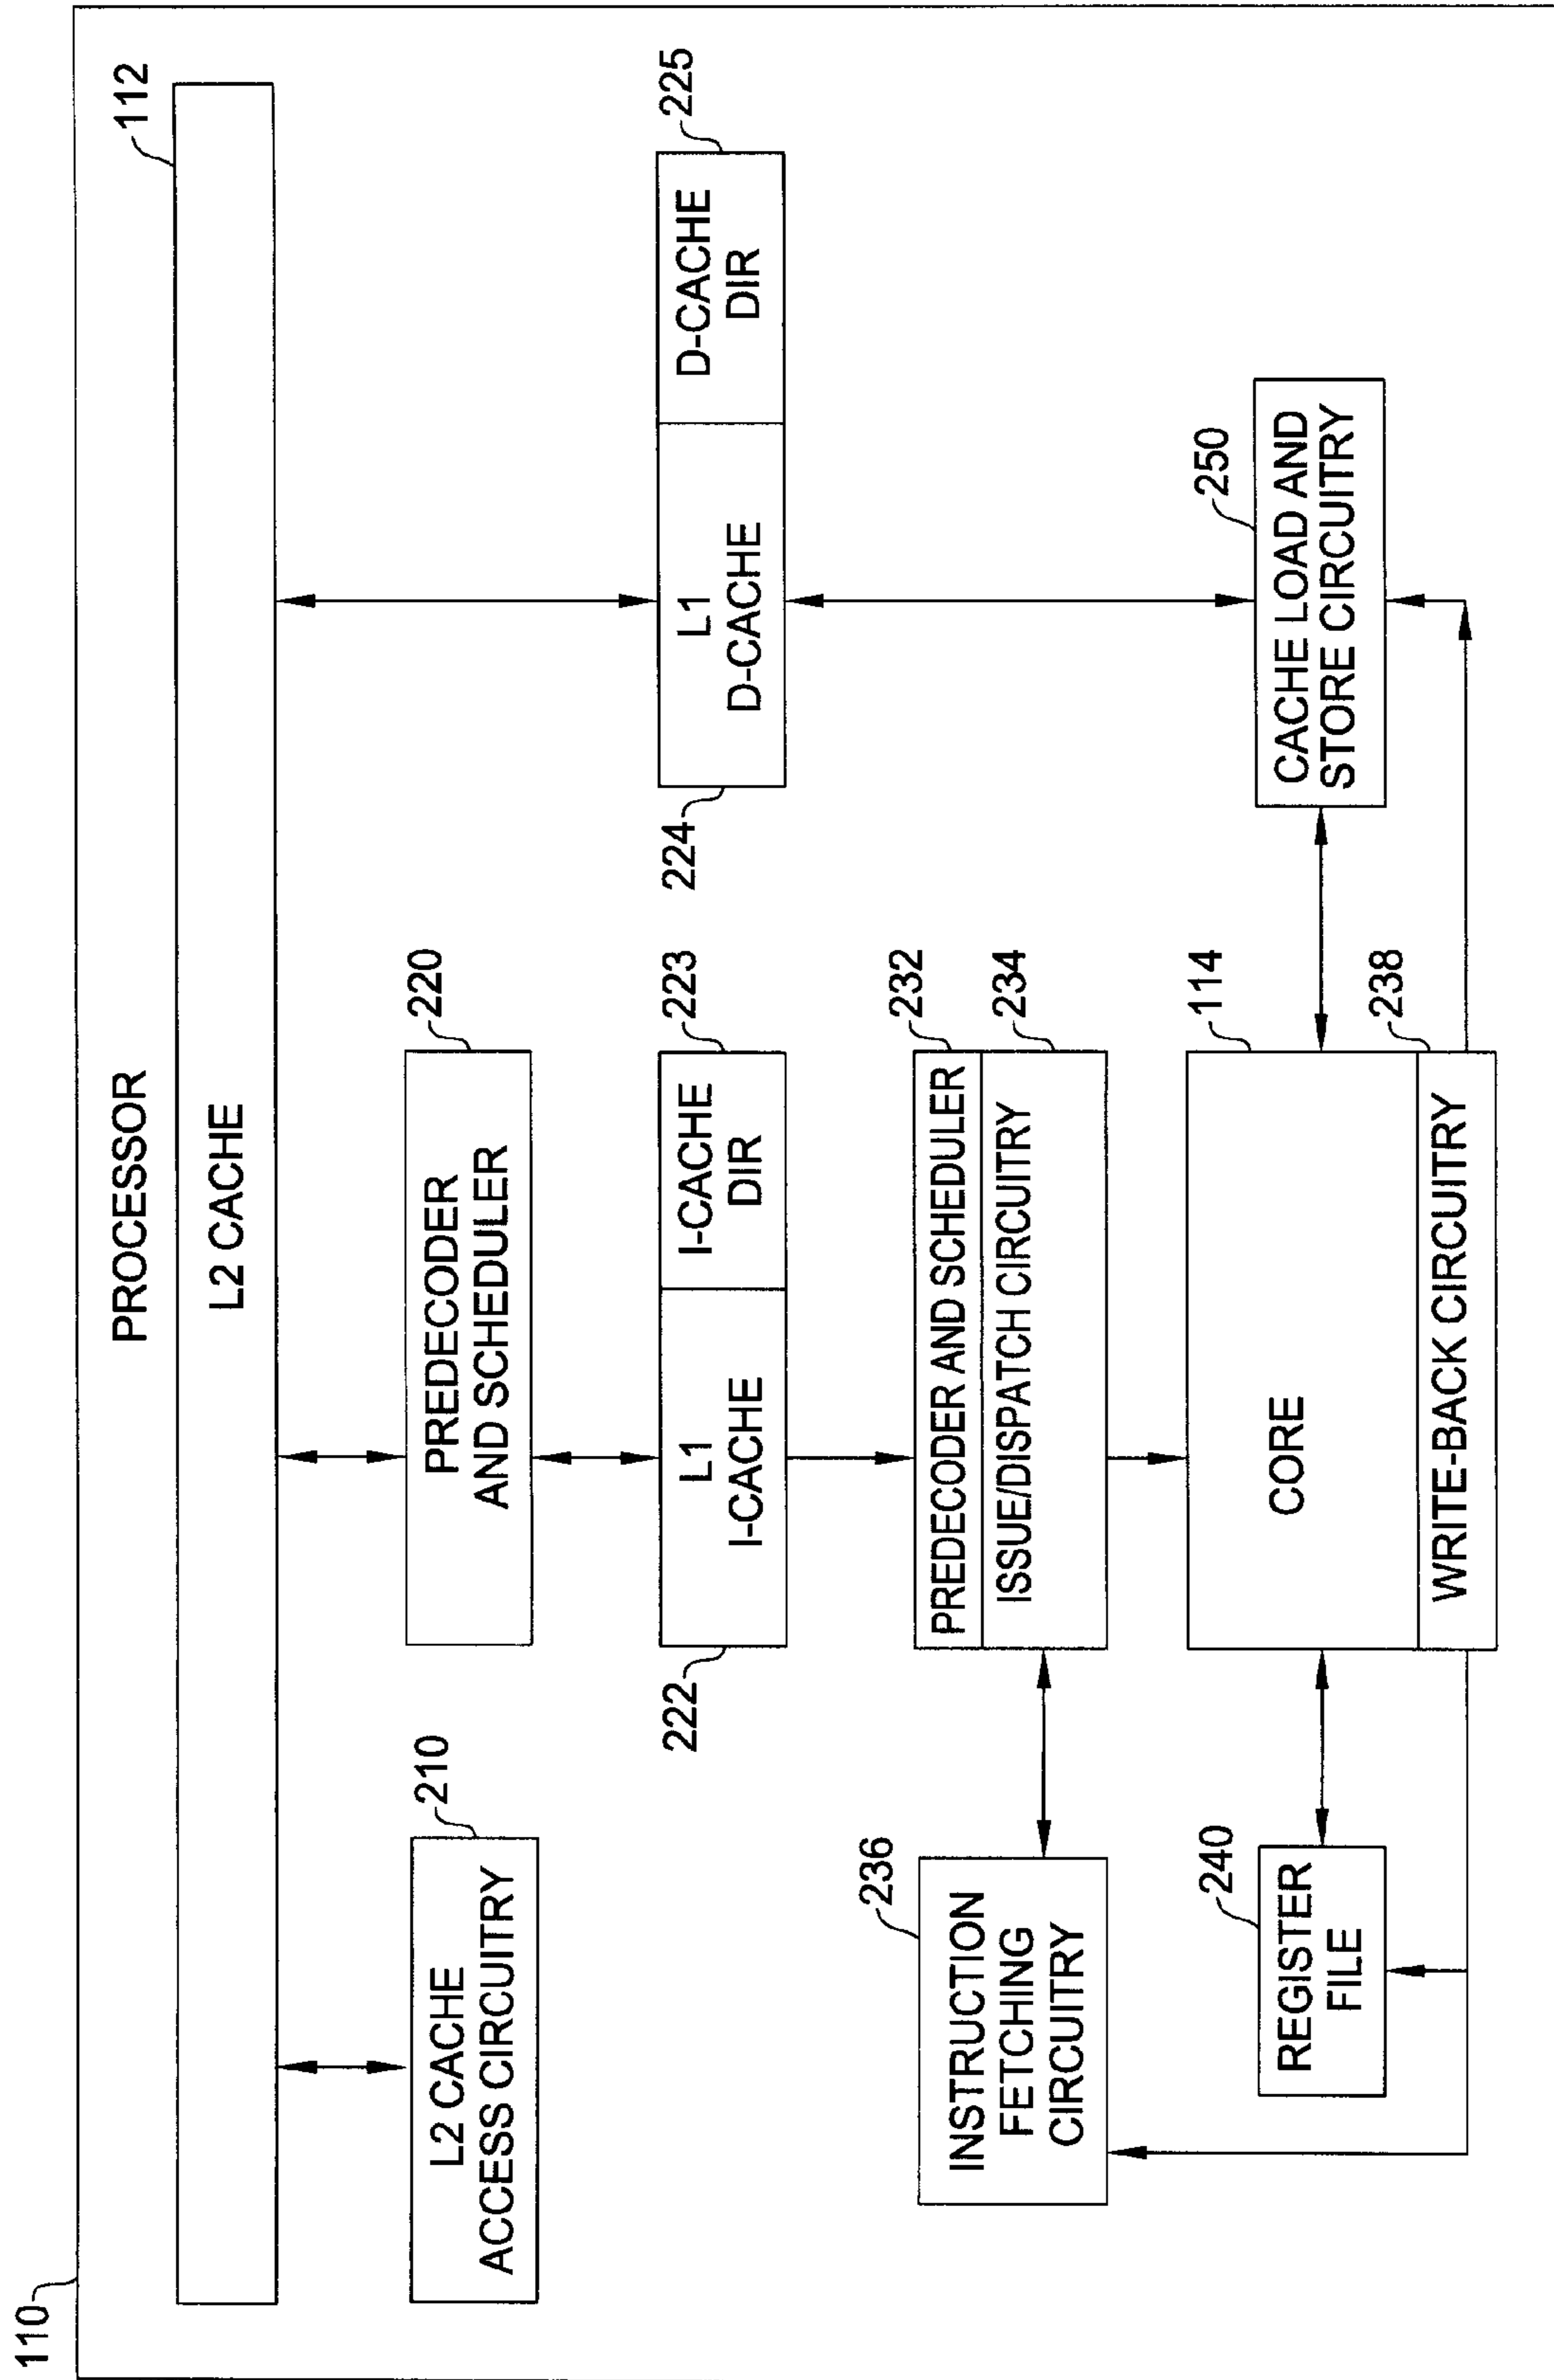 110
PROCESSOR
112
L2 CACHE
L2 CACHE
ACCESS CIRCUITRY
210
PREDECODER
AND SCHEDULER
220
222
L1
I-CACHE
I-CACHE
DIR
223
224
L1
D-CACHE
D-CACHE
DIR
225
236
INSTRUCTION
FETCHING
CIRCUITRY
PREDECODER AND SCHEDULER
232
ISSUE/DISPATCH CIRCUITRY
234
240
REGISTER
FILE
CORE
114
WRITE-BACK CIRCUITRY
238
250
CACHE LOAD AND
STORE CIRCUITRY